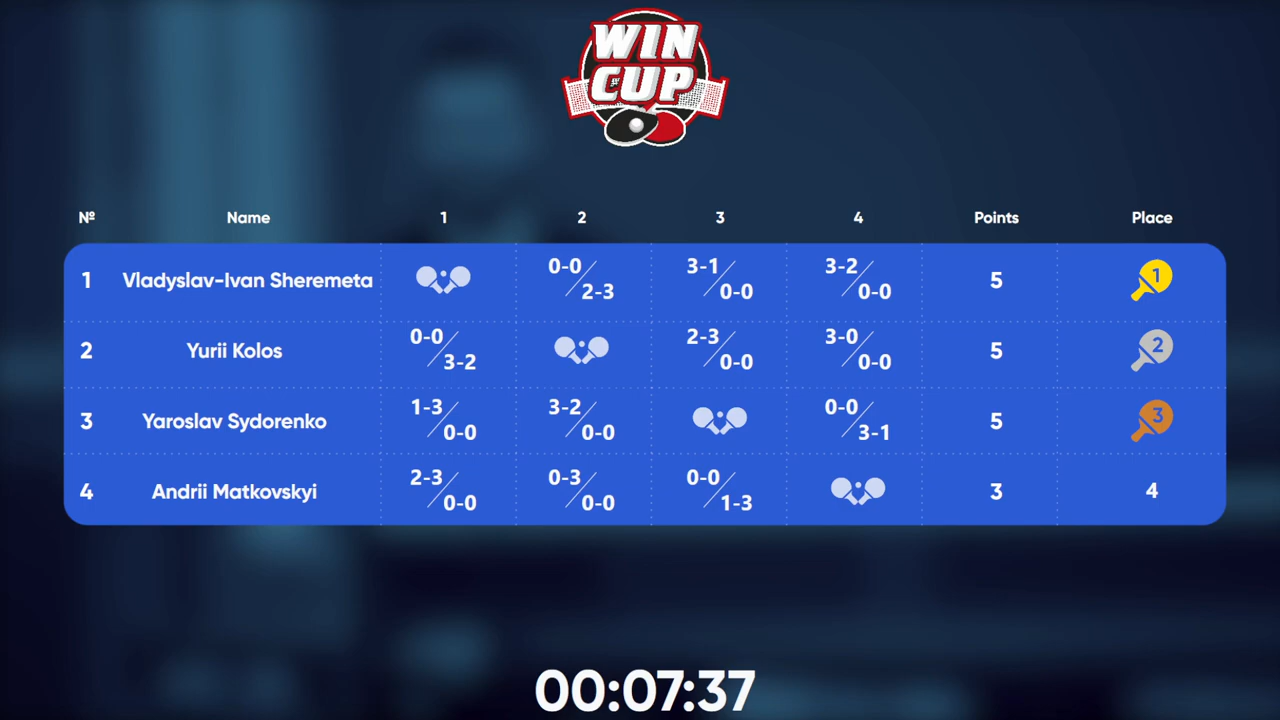 WIN
CUP
№ Name 1 2 3 4 Points Place
1 Vladyslav-Ivan Sheremeta 0-0/2-3 3-1/0-0 3-2/0-0 5 1
2 Yurii Kolos 0-0/3-2 2-3/0-0 3-0/0-0 5 2
3 Yaroslav Sydorenko 1-3/0-0 3-2/0-0 0-0/3-1 5 3
4 Andrii Matkovskyi 2-3/0-0 0-3/0-0 0-0/1-3 3 4
00:07:37